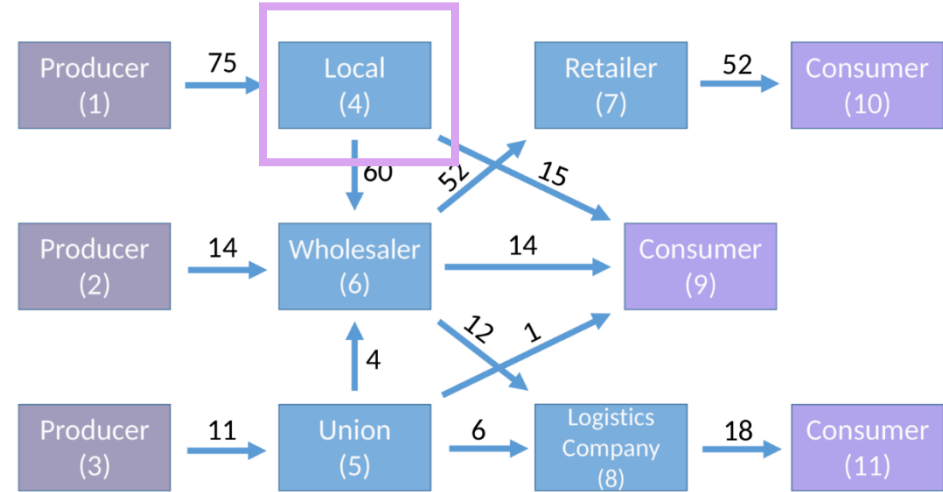 Producer
(1)
75
Local
(4)
Retailer
(7)
52
Consumer
(10)
60
52
15
Producer
(2)
14
Wholesaler
(6)
14
Consumer
(9)
4
12
1
Producer
(3)
11
Union
(5)
6
Logistics
Company
(8)
18
Consumer
(11)